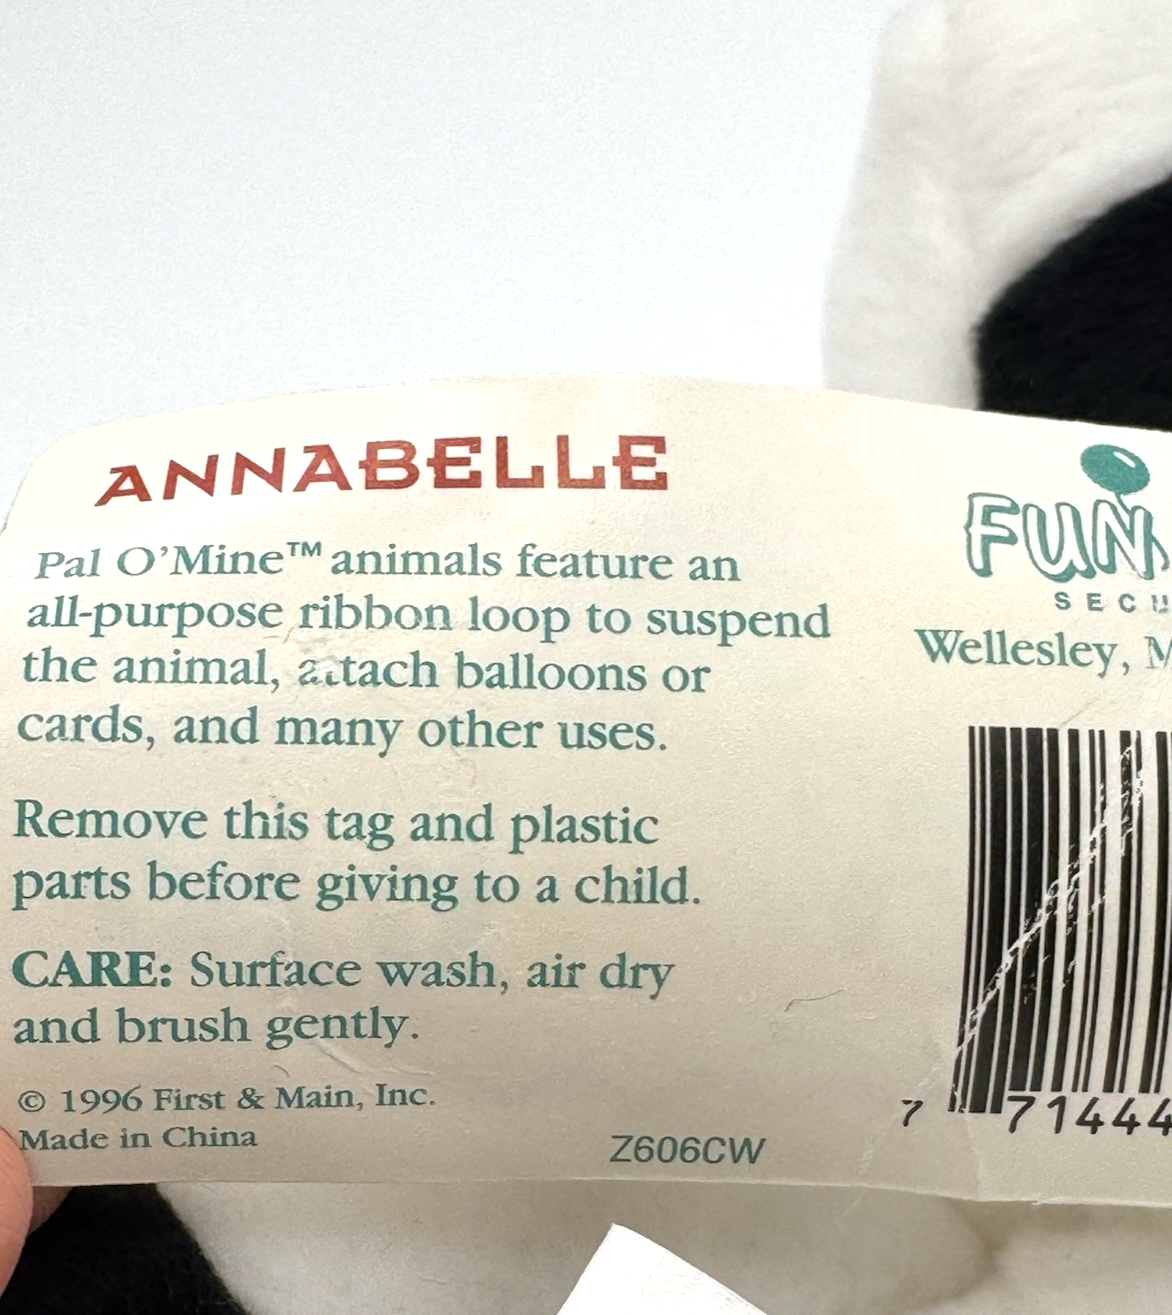 ANNABELLE
Pal O'Mine™ animals feature an
all-purpose ribbon loop to suspend
the animal, attach balloons or
cards, and many other uses.
Remove this tag and plastic
parts before giving to a child.
CARE: Surface wash, air dry
and brush gently.
© 1996 First & Main, Inc.
Made in China
Z606CW
FUN
Wellesley,
7 71444